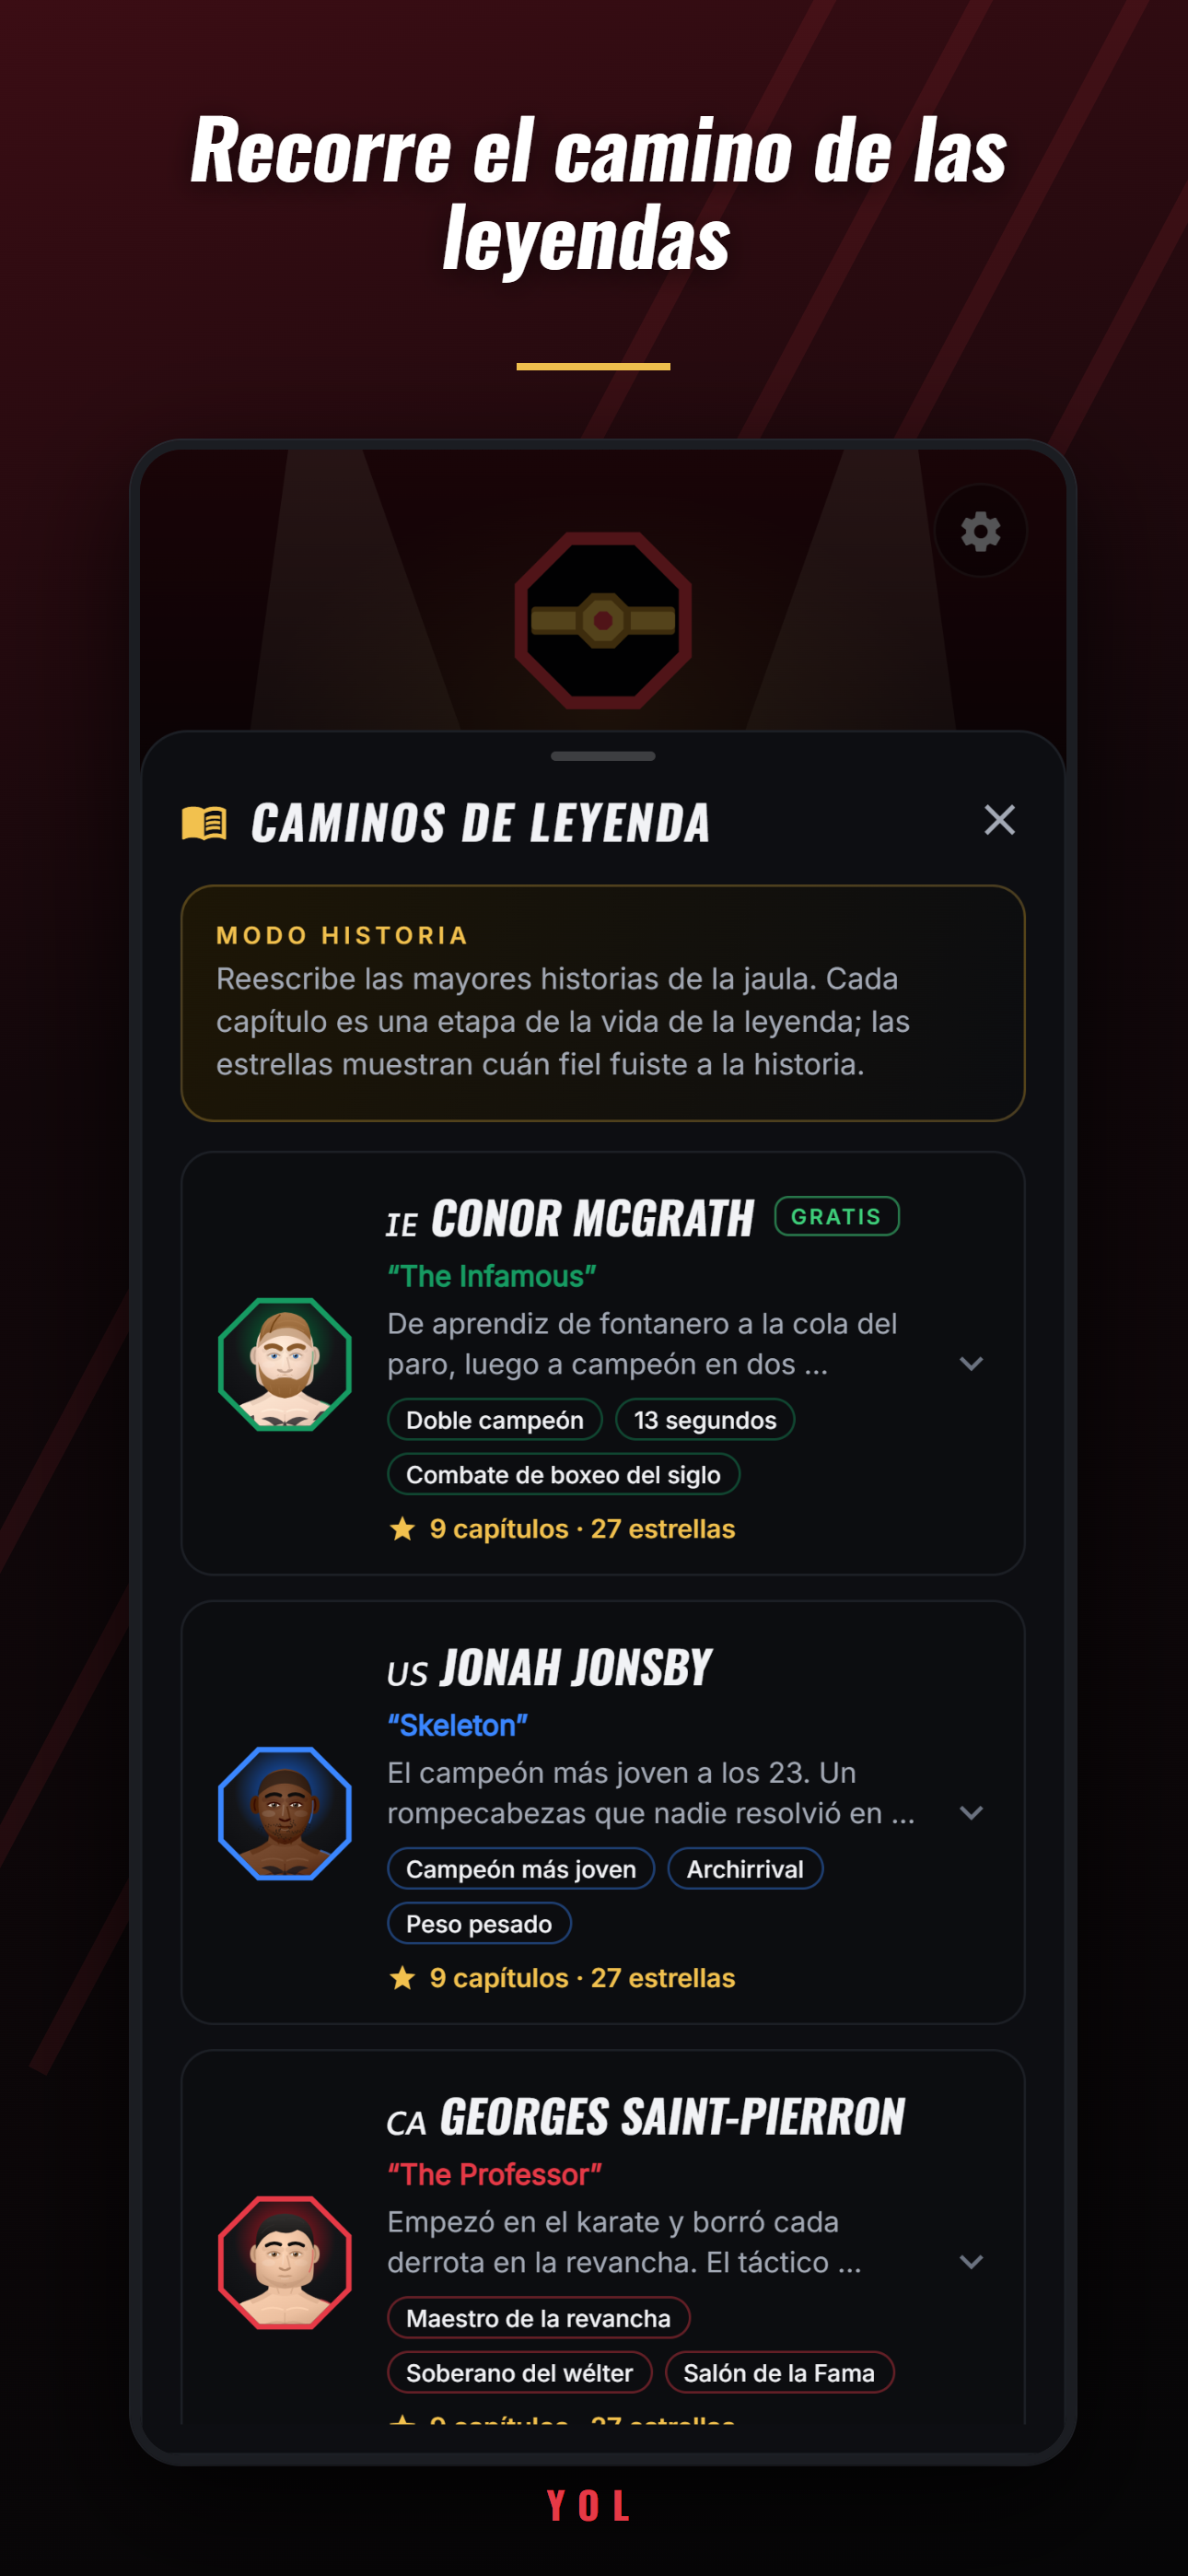 Recorre el camino de las
leyendas
CAMINOS DE LEYENDA
MODO HISTORIA
Reescribe las mayores historias de la jaula. Cada
capítulo es una etapa de la vida de la leyenda; las
estrellas muestran cuán fiel fuiste a la historia.
IE CONOR MCGRATH GRATIS
“The Infamous”
De aprendiz de fontanero a la cola del
paro, luego a campeón en dos ...
Doble campeón 13 segundos
Combate de boxeo del siglo
9 capítulos · 27 estrellas
US JONAH JONSBY
“Skeleton”
El campeón más joven a los 23. Un
rompecabezas que nadie resolvió en ...
Campeón más joven Archirrival
Peso pesado
9 capítulos · 27 estrellas
CA GEORGES SAINT-PIERRON
“The Professor”
Empezó en el karate y borró cada
derrota en la revancha. El táctico ...
Maestro de la revancha
Soberano del wélter Salón de la Fama
9 capítulos · 27 estrellas
YOL